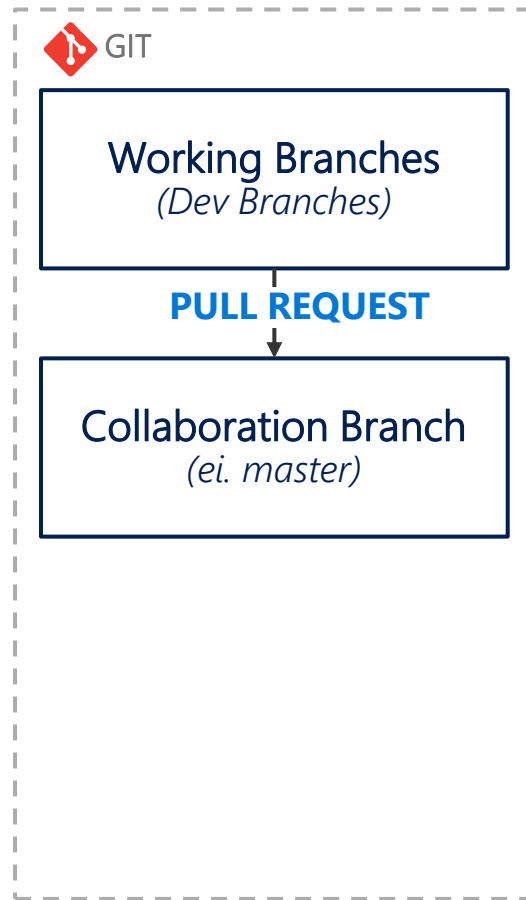 GIT
Working Branches
(Dev Branches)
PULL REQUEST
Collaboration Branch
(ei. master)